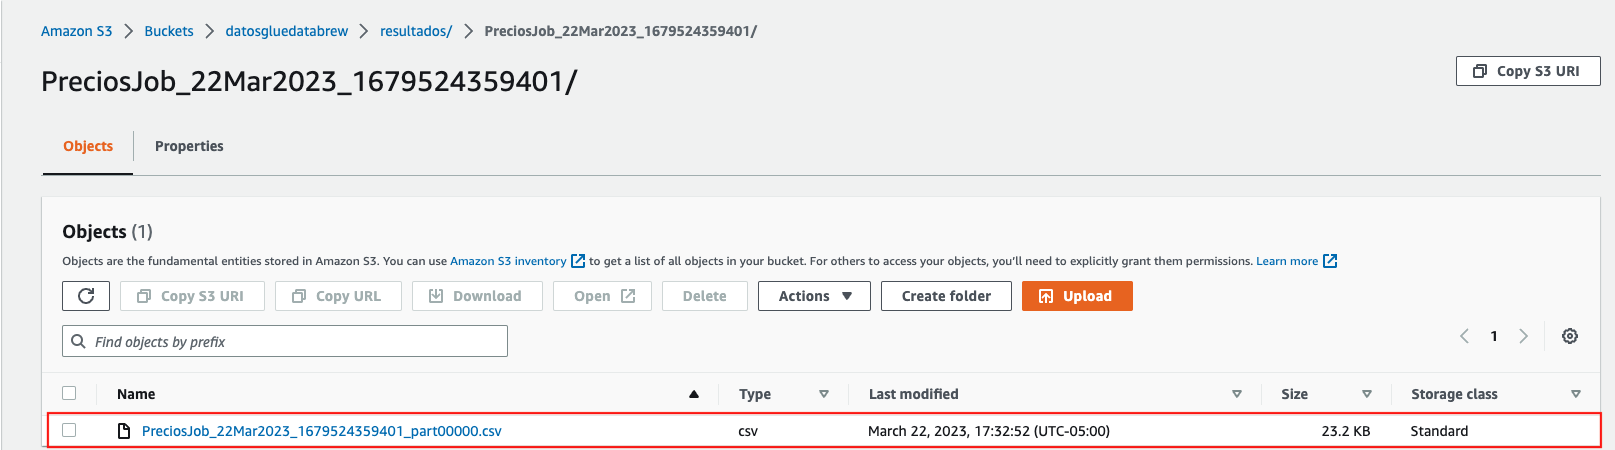 Amazon S3 > Buckets > datosgluedatabrew > resultados/ > PreciosJob_22Mar2023_1679524359401/
PreciosJob_22Mar2023_1679524359401/
Copy S3 URI
Objects Properties
Objects (1)
Objects are the fundamental entities stored in Amazon S3. You can use Amazon S3 inventory to get a list of all objects in your bucket. For others to access your objects, you'll need to explicitly grant them permissions. Learn more
Copy S3 URI Copy URL Download Open Delete Actions Create folder Upload
Find objects by prefix
1
Name Type Last modified Size Storage class
PreciosJob_22Mar2023_1679524359401_part00000.csv csv March 22, 2023, 17:32:52 (UTC-05:00) 23.2 KB Standard